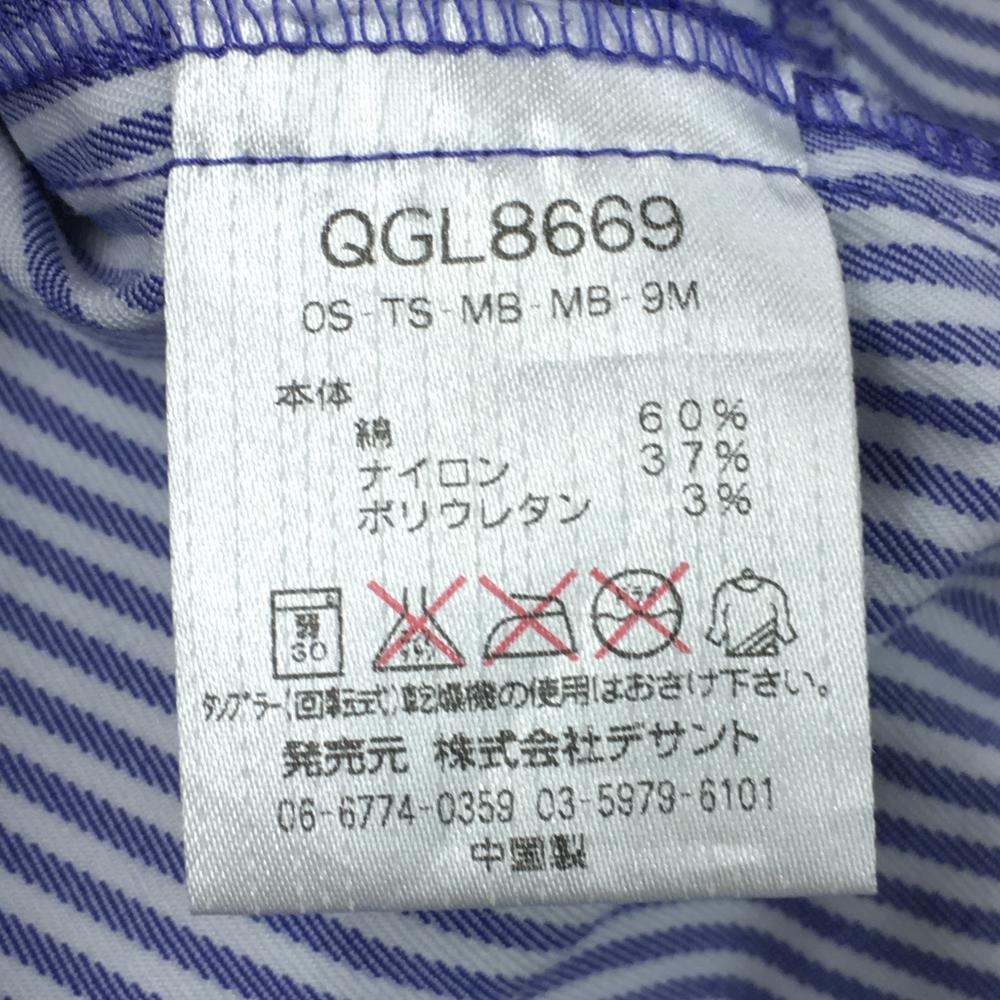 QGL8669
OS-TS-MB-MB-9M
本体
綿 60%
ナイロン 37%
ポリウレタン 3%
30
タンブラー(回転式)乾燥機の使用はおさけ下さい。
発売元 株式会社デサント
06-6774-0359 03-5979-6101
中国製